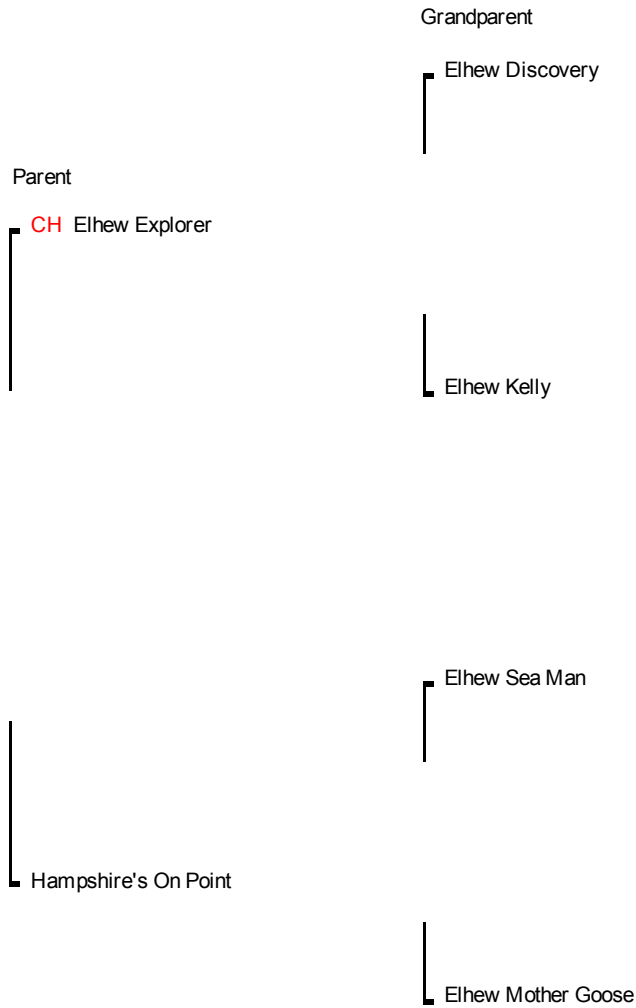 Grandparent
Elhew Discovery
Parent
CH Elhew Explorer
Elhew Kelly
Elhew Sea Man
Hampshire's On Point
Elhew Mother Goose